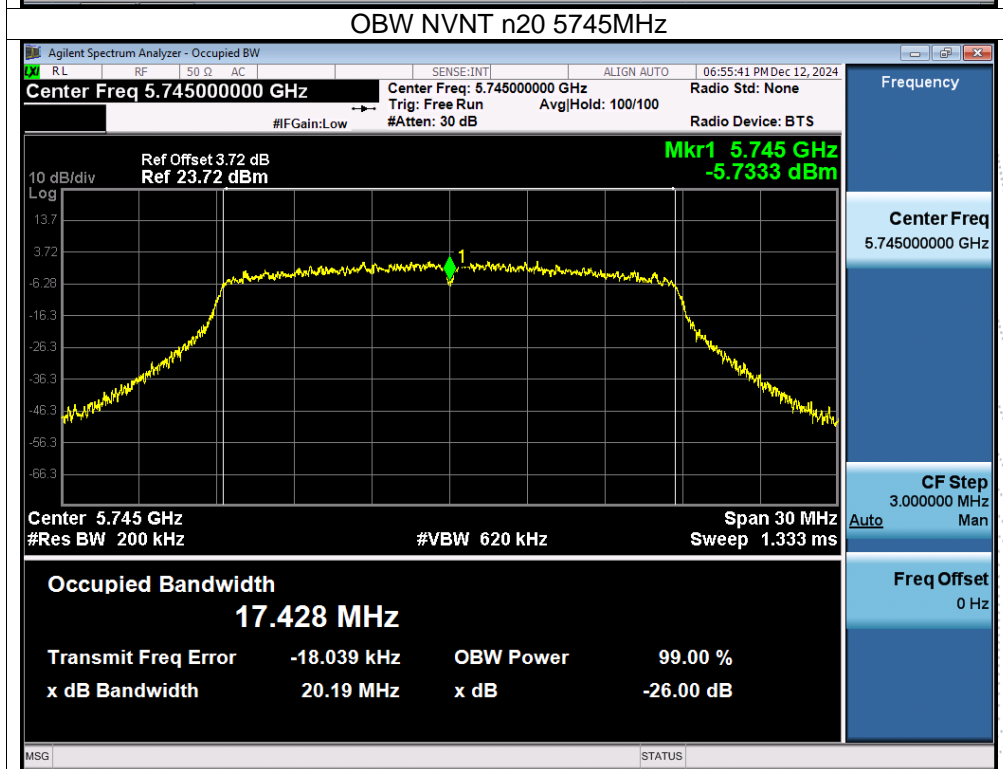 OBW NVNT n20 5745MHz
Agilent Spectrum Analyzer - Occupied BW
LXI RL RF 50 Ω AC SENSE:INT ALIGN AUTO 06:55:41 PM Dec 12, 2024
Center Freq 5.745000000 GHz
Center Freq: 5.745000000 GHz Radio Std: None
Trig: Free Run Avg|Hold: 100/100
#IFGain:Low #Atten: 30 dB Radio Device: BTS
Frequency
Mkr1 5.745 GHz
-5.7333 dBm
Ref Offset 3.72 dB
10 dB/div Ref 23.72 dBm
Log
13.7
3.72
-6.28
-16.3
-26.3
-36.3
-46.3
-56.3
-66.3
1
Center Freq
5.745000000 GHz
Center 5.745 GHz Span 30 MHz
#Res BW 200 kHz #VBW 620 kHz Sweep 1.333 ms
CF Step
3.000000 MHz
Auto Man
Freq Offset
0 Hz
Occupied Bandwidth
17.428 MHz
Transmit Freq Error -18.039 kHz OBW Power 99.00 %
x dB Bandwidth 20.19 MHz x dB -26.00 dB
MSG STATUS